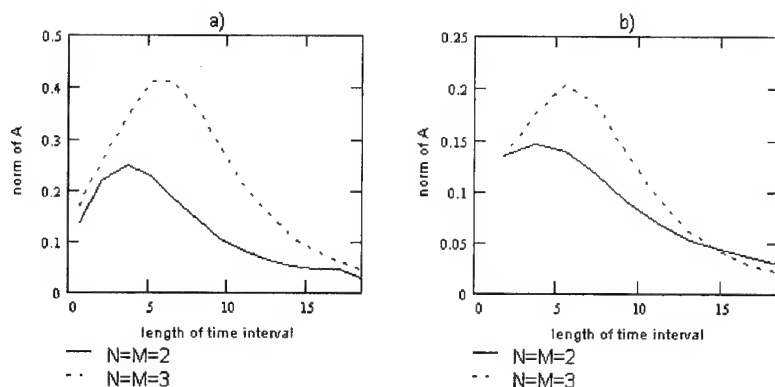 a)
0.5
0.4
0.3
0.2
0.1
0
norm of A
0 5 10 15
length of time interval
N=M=2
N=M=3
b)
0.25
0.2
0.15
0.1
0.05
0
norm of A
0 5 10 15
length of time interval
N=M=2
N=M=3